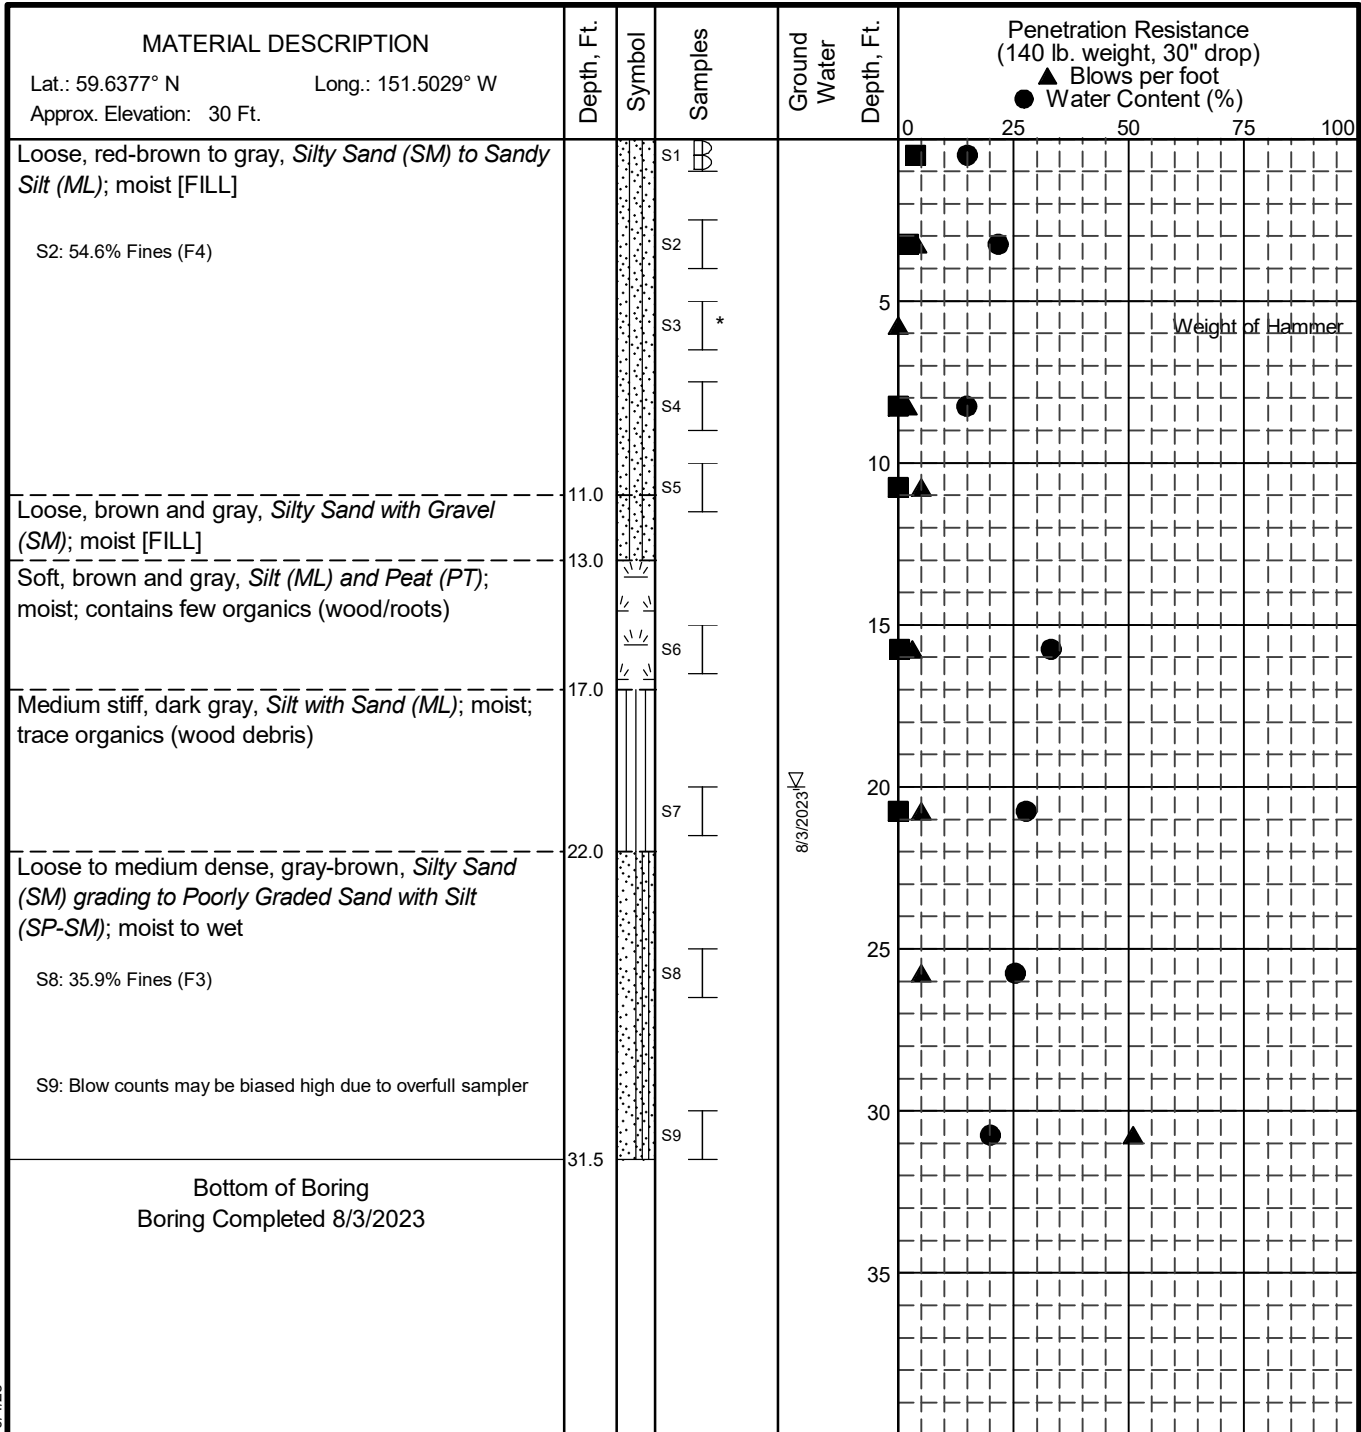 MATERIAL DESCRIPTION
Lat.: 59.6377° N Long.: 151.5029° W
Approx. Elevation: 30 Ft.
Depth, Ft.
Symbol
Samples
Ground
Water
Depth, Ft.
Penetration Resistance
(140 lb. weight, 30" drop)
▲ Blows per foot
● Water Content (%)
0 25 50 75 100
Loose, red-brown to gray, Silty Sand (SM) to Sandy
Silt (ML); moist [FILL]
S1
S2: 54.6% Fines (F4)
S2
5
S3 *
Weight of Hammer
S4
10
S5
11.0
Loose, brown and gray, Silty Sand with Gravel
(SM); moist [FILL]
13.0
Soft, brown and gray, Silt (ML) and Peat (PT);
moist; contains few organics (wood/roots)
15
S6
17.0
Medium stiff, dark gray, Silt with Sand (ML); moist;
trace organics (wood debris)
20
S7
8/3/2023
22.0
Loose to medium dense, gray-brown, Silty Sand
(SM) grading to Poorly Graded Sand with Silt
(SP-SM); moist to wet
25
S8: 35.9% Fines (F3)
S8
S9: Blow counts may be biased high due to overfull sampler
30
S9
31.5
Bottom of Boring
Boring Completed 8/3/2023
35